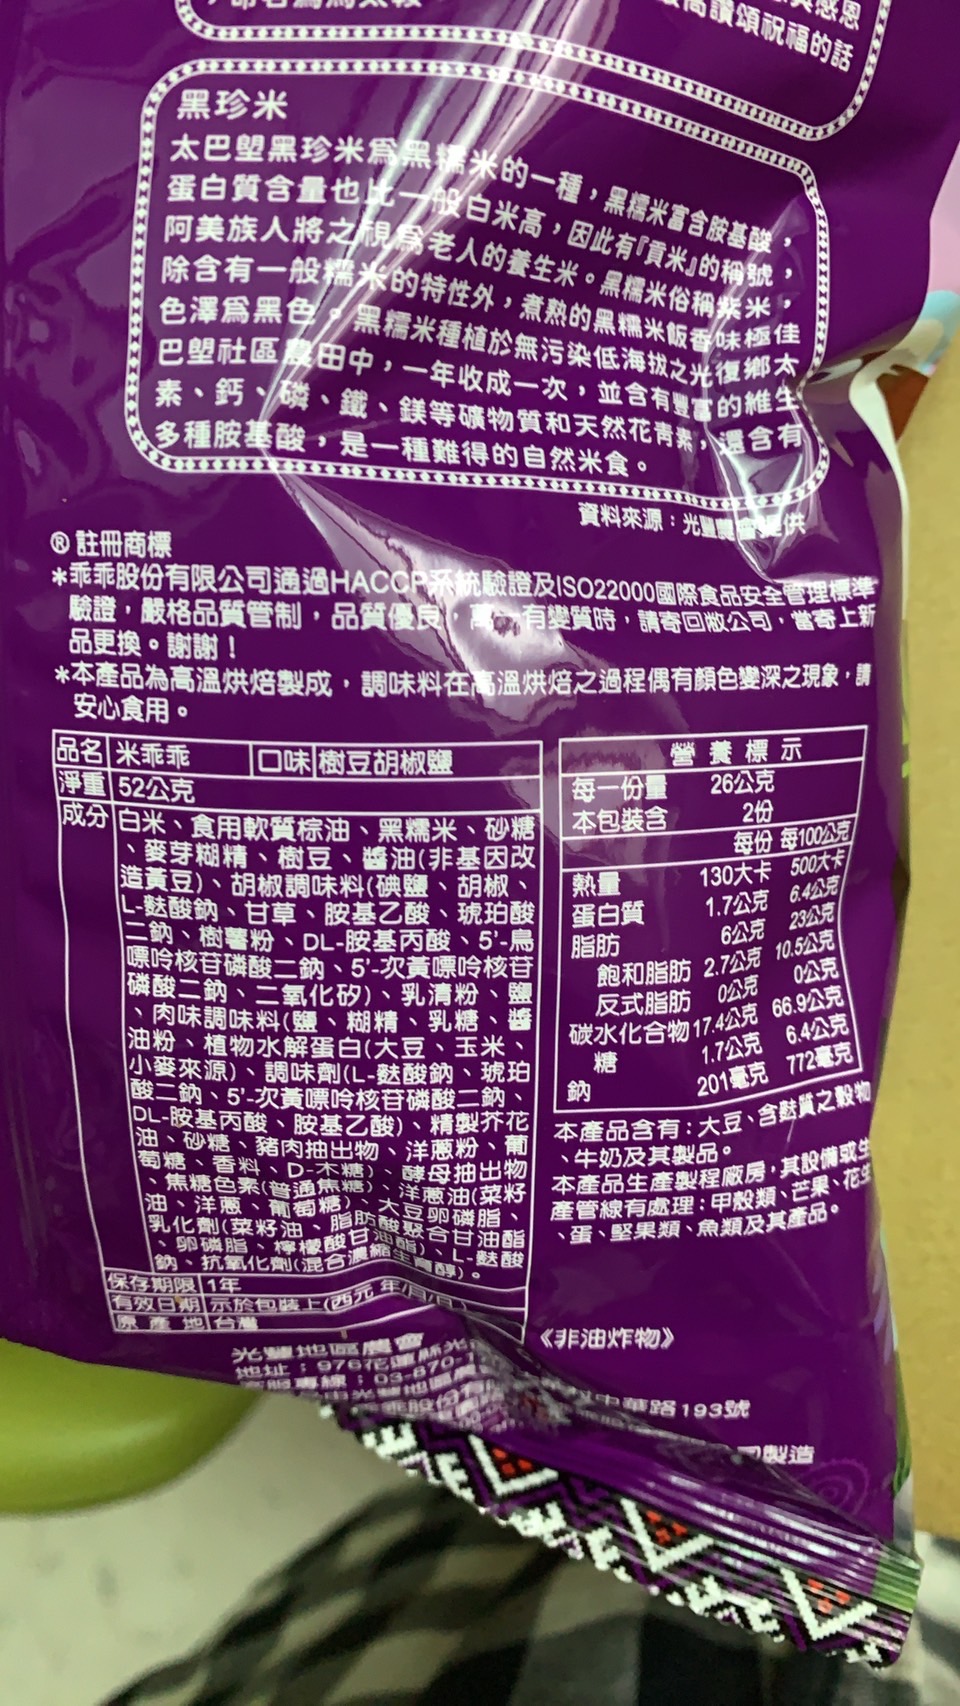 讚頌祝福的話
黑珍米
太巴塱黑珍米為黑糯米的一種，黑糯米富含胺基酸，
蛋白質含量也比一般白米高，因此有『貢米』的稱號，
阿美族人將之視為老人的養生米。黑糯米俗稱紫米，
除含有一般糯米的特性外，煮熟的黑糯米飯香味極佳
色澤為黑色。黑糯米種植於無污染低海拔之光復鄉太
巴塱社區農田中，一年收成一次，並含有豐富的維生
素、鈣、磷、鐵、鎂等礦物質和天然花青素，還含有
多種胺基酸，是一種難得的自然米食。
資料來源：光豐農會提供
®註冊商標
*乖乖股份有限公司通過HACCP系統驗證及ISO22000國際食品安全管理標準
驗證，嚴格品質管制，品質優良，萬一有變質時，請寄回敝公司，當寄上新
品更換。謝謝！
*本產品為高溫烘焙製成，調味料在高溫烘焙之過程偶有顏色變深之現象，請
安心食用。
品名 米乖乖 口味 樹豆胡椒鹽
淨重 52公克
成分 白米、食用軟質棕油、黑糯米、砂糖
、麥芽糊精、樹豆、醬油(非基因改
造黃豆)、胡椒調味料(碘鹽、胡椒、
L-麩酸鈉、甘草、胺基乙酸、琥珀酸
二鈉、樹薯粉、DL-胺基丙酸、5'-鳥
嘌呤核苷磷酸二鈉、5'-次黃嘌呤核苷
磷酸二鈉、二氧化矽)、乳清粉、鹽
、肉味調味料(鹽、糊精、乳糖、醬
油粉、植物水解蛋白(大豆、玉米、
小麥來源)、調味劑(L-麩酸鈉、琥珀
酸二鈉、5'-次黃嘌呤核苷磷酸二鈉、
DL-胺基丙酸、胺基乙酸)、精製芥花
油、砂糖、豬肉抽出物、洋蔥粉、葡
萄糖、香料、D-木糖)、酵母抽出物
、焦糖色素(普通焦糖)、洋蔥油(菜籽
油、洋蔥、葡萄糖)、大豆卵磷脂、
乳化劑(菜籽油、脂肪酸聚合甘油酯
、卵磷脂、檸檬酸甘油酯)、L-麩酸
鈉、抗氧化劑(混合濃縮生育醇)。
保存期限 1年
有效日期 示於包裝上(西元 年/月/日)
原產地 台灣
營養標示
每一份量 26公克
本包裝含 2份
每份 每100公克
熱量 130大卡 500大卡
蛋白質 1.7公克 6.4公克
脂肪 6公克 23公克
飽和脂肪 2.7公克 10.5公克
反式脂肪 0公克 0公克
碳水化合物 17.4公克 66.9公克
糖 1.7公克 6.4公克
鈉 201毫克 772毫克
本產品含有：大豆、含麩質之穀物
、牛奶及其製品。
本產品生產製程廠房，其設備或生
產管線有處理：甲殼類、芒果、花生
、蛋、堅果類、魚類及其產品。
《非油炸物》
光豐地區農會
地址：976花蓮縣光
中華路193號
製造